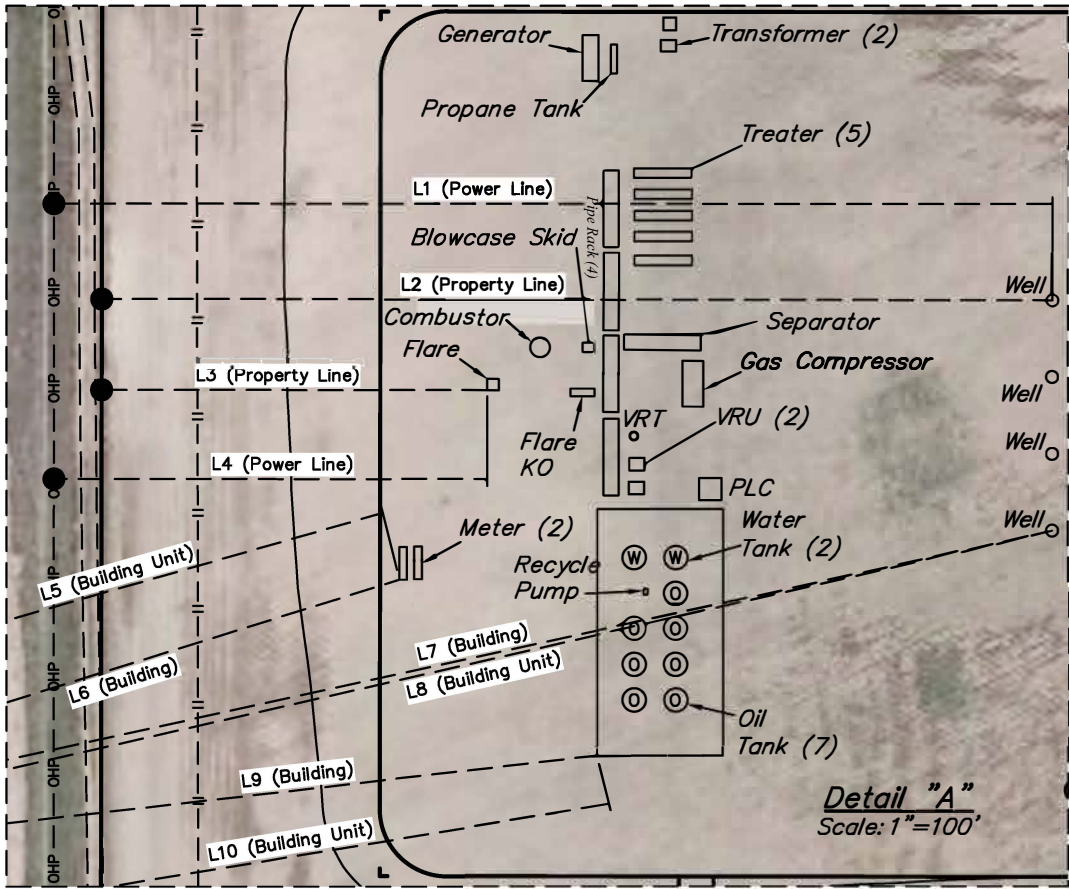 Generator
Transformer (2)
Propane Tank
Treater (5)
L1 (Power Line)
Pipe Rack (4)
Blowcase Skid
L2 (Property Line)
Well
Combustor
Separator
Flare
Gas Compressor
L3 (Property Line)
Well
VRT
VRU (2)
Flare
KO
Well
L4 (Power Line)
PLC
Meter (2)
Water
Tank (2)
Well
Recycle
Pump
W
W
O
O
O
O
O
O
O
L5 (Building Unit)
L6 (Building)
L7 (Building)
L8 (Building Unit)
Oil
Tank (7)
L9 (Building)
L10 (Building Unit)
Detail "A"
Scale: 1"=100'
OHP
OHP
OHP
OHP
OHP
OHP
OHP
OHP